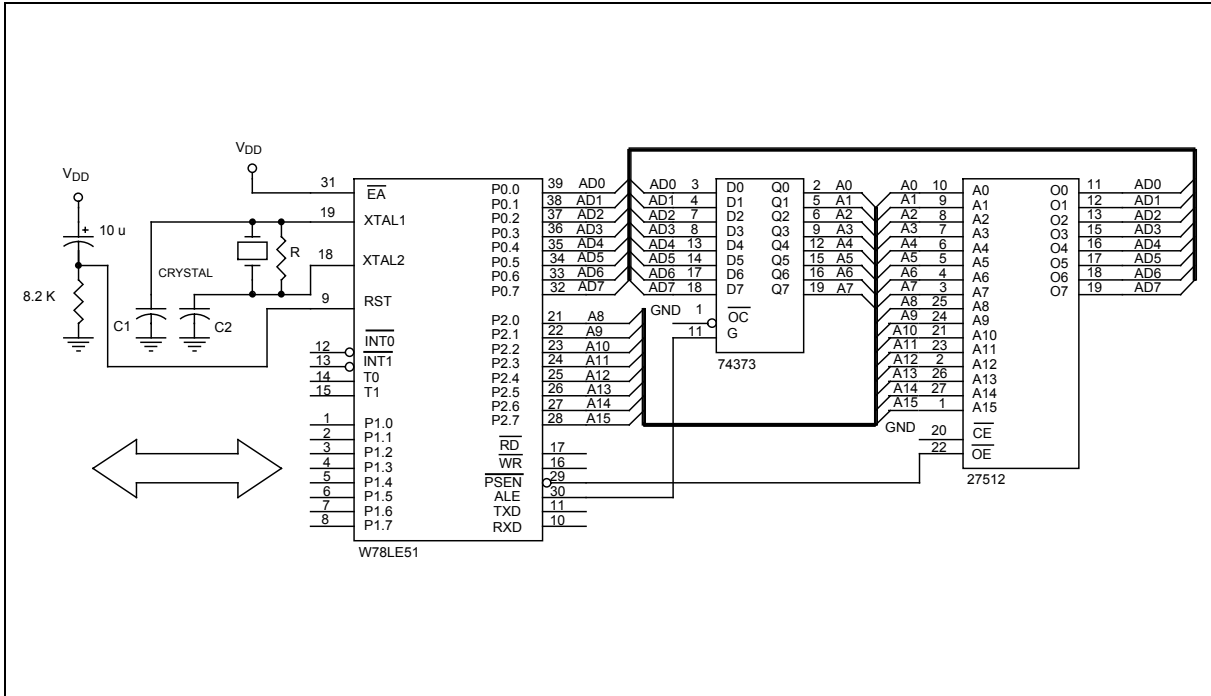 VDD
VDD
10 u
8.2 K
C1
C2
CRYSTAL
R
31 EA
19 XTAL1
18 XTAL2
9 RST
12 INT0
13 INT1
14 T0
15 T1
1 P1.0
2 P1.1
3 P1.2
4 P1.3
5 P1.4
6 P1.5
7 P1.6
8 P1.7
P0.0 39 AD0
P0.1 38 AD1
P0.2 37 AD2
P0.3 36 AD3
P0.4 35 AD4
P0.5 34 AD5
P0.6 33 AD6
P0.7 32 AD7
P2.0 21 A8
P2.1 22 A9
P2.2 23 A10
P2.3 24 A11
P2.4 25 A12
P2.5 26 A13
P2.6 27 A14
P2.7 28 A15
RD 17
WR 16
PSEN 29
ALE 30
TXD 11
RXD 10
W78LE51
AD0 3 D0 Q0 2 A0
AD1 4 D1 Q1 5 A1
AD2 7 D2 Q2 6 A2
AD3 8 D3 Q3 9 A3
AD4 13 D4 Q4 12 A4
AD5 14 D5 Q5 15 A5
AD6 17 D6 Q6 16 A6
AD7 18 D7 Q7 19 A7
GND 1 OC
11 G
74373
A0 10 A0 O0 11 AD0
A1 9 A1 O1 12 AD1
A2 8 A2 O2 13 AD2
A3 7 A3 O3 15 AD3
A4 6 A4 O4 16 AD4
A5 5 A5 O5 17 AD5
A6 4 A6 O6 18 AD6
A7 3 A7 O7 19 AD7
A8 25 A8
A9 24 A9
A10 21 A10
A11 23 A11
A12 2 A12
A13 26 A13
A14 27 A14
A15 1 A15
GND 20 CE
22 OE
27512